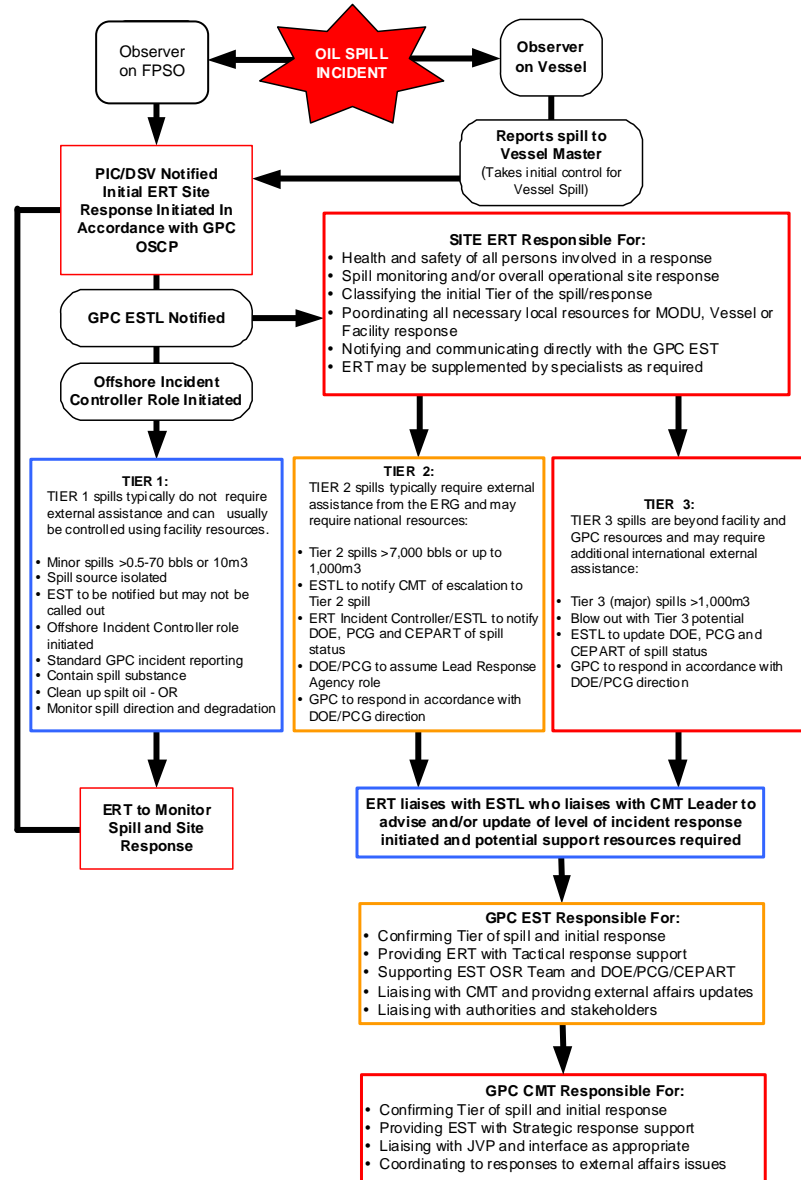 Observer
on FPSO
OIL SPILL
INCIDENT
Observer
on Vessel
Reports spill to
Vessel Master
(Takes initial control for
Vessel Spill)
PIC/DSV Notified
Initial ERT Site
Response Initiated In
Accordance with GPC
OSCP
GPC ESTL Notified
Offshore Incident
Controller Role Initiated
SITE ERT Responsible For:
• Health and safety of all persons involved in a response
• Spill monitoring and/or overall operational site response
• Classifying the initial Tier of the spill/response
• Poordinating all necessary local resources for MODU, Vessel or
Facility response
• Notifying and communicating directly with the GPC EST
• ERT may be supplemented by specialists as required
TIER 1:
TIER 1 spills typically do not require
external assistance and can usually
be controlled using facility resources.
• Minor spills >0.5-70 bbls or 10m3
• Spill source isolated
• EST to be notified but may not be
called out
• Offshore Incident Controller role
initiated
• Standard GPC incident reporting
• Contain spill substance
• Clean up spilt oil - OR
• Monitor spill direction and degradation
TIER 2:
TIER 2 spills typically require external
assistance from the ERG and may
require national resources:
• Tier 2 spills >7,000 bbls or up to
1,000m3
• ESTL to notify CMT of escalation to
Tier 2 spill
• ERT Incident Controller/ESTL to notify
DOE, PCG and CEPART of spill
status
• DOE/PCG to assume Lead Response
Agency role
• GPC to respond in accordance with
DOE/PCG direction
TIER 3:
TIER 3 spills are beyond facility and
GPC resources and may require
additional international external
assistance:
• Tier 3 (major) spills >1,000m3
• Blow out with Tier 3 potential
• ESTL to update DOE, PCG and
CEPART of spill status
• GPC to respond in accordance with
DOE/PCG direction
ERT to Monitor
Spill and Site
Response
ERT liaises with ESTL who liaises with CMT Leader to
advise and/or update of level of incident response
initiated and potential support resources required
GPC EST Responsible For:
• Confirming Tier of spill and initial response
• Providing ERT with Tactical response support
• Supporting EST OSR Team and DOE/PCG/CEPART
• Liaising with CMT and providing external affairs updates
• Liaising with authorities and stakeholders
GPC CMT Responsible For:
• Confirming Tier of spill and initial response
• Providing EST with Strategic response support
• Liaising with JVP and interface as appropriate
• Coordinating to responses to external affairs issues